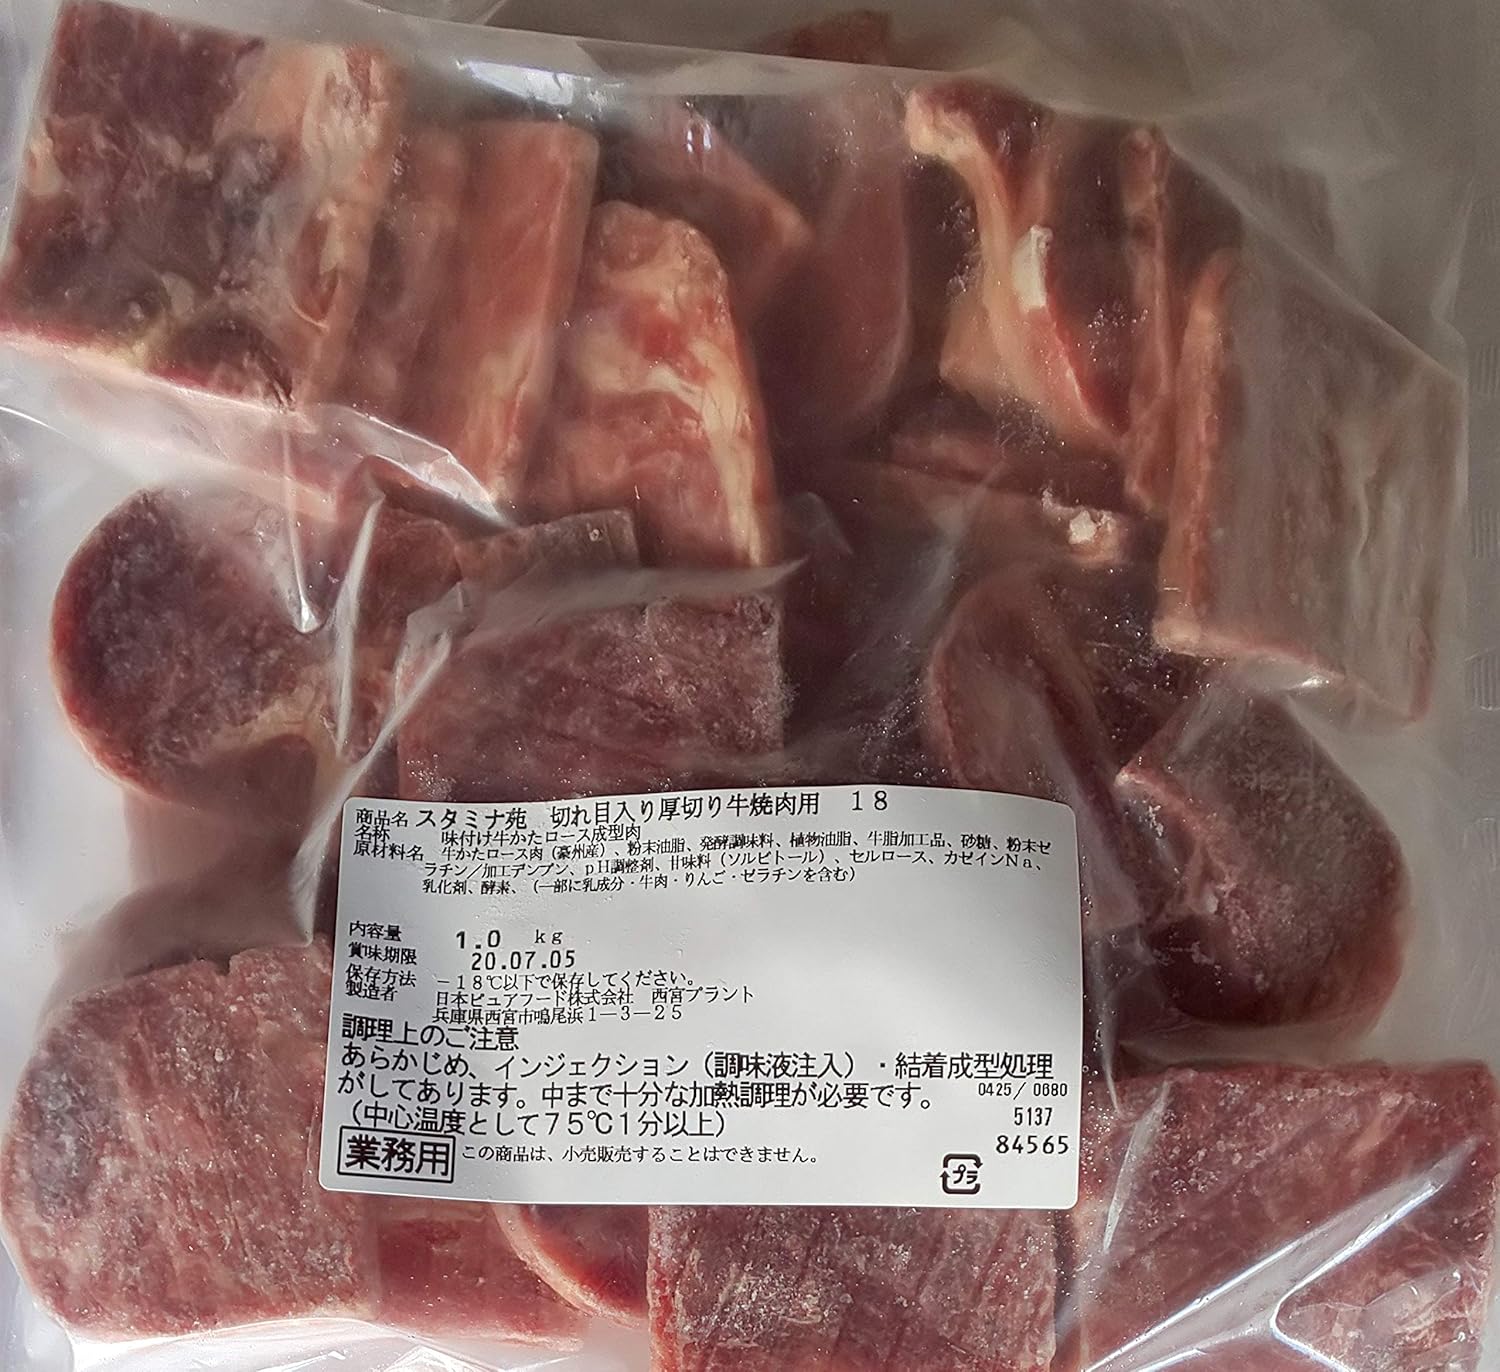 商品名 スタミナ苑 切れ目入り厚切り牛焼肉用 18
名称 味付け牛かたロース成型肉
原材料名 牛かたロース肉(豪州産)、粉末油脂、発酵調味料、植物油脂、牛脂加工品、砂糖、粉末ゼ
ラチン/加工デンプン、pH調整剤、甘味料(ソルビトール)、セルロース、カゼインNa、
乳化剤、酵素、(一部に乳成分・牛肉・りんご・ゼラチンを含む)
内容量 1.0 kg
賞味期限 20.07.05
保存方法 -18℃以下で保存してください。
製造者 日本ピュアフード株式会社 西宮プラント
兵庫県西宮市鳴尾浜1-3-25
調理上のご注意
あらかじめ、インジェクション(調味液注入)・結着成型処理
がしてあります。中まで十分な加熱調理が必要です。
(中心温度として75℃1分以上)
0425/0680
5137
84565
業務用 この商品は、小売販売することはできません。
プラ